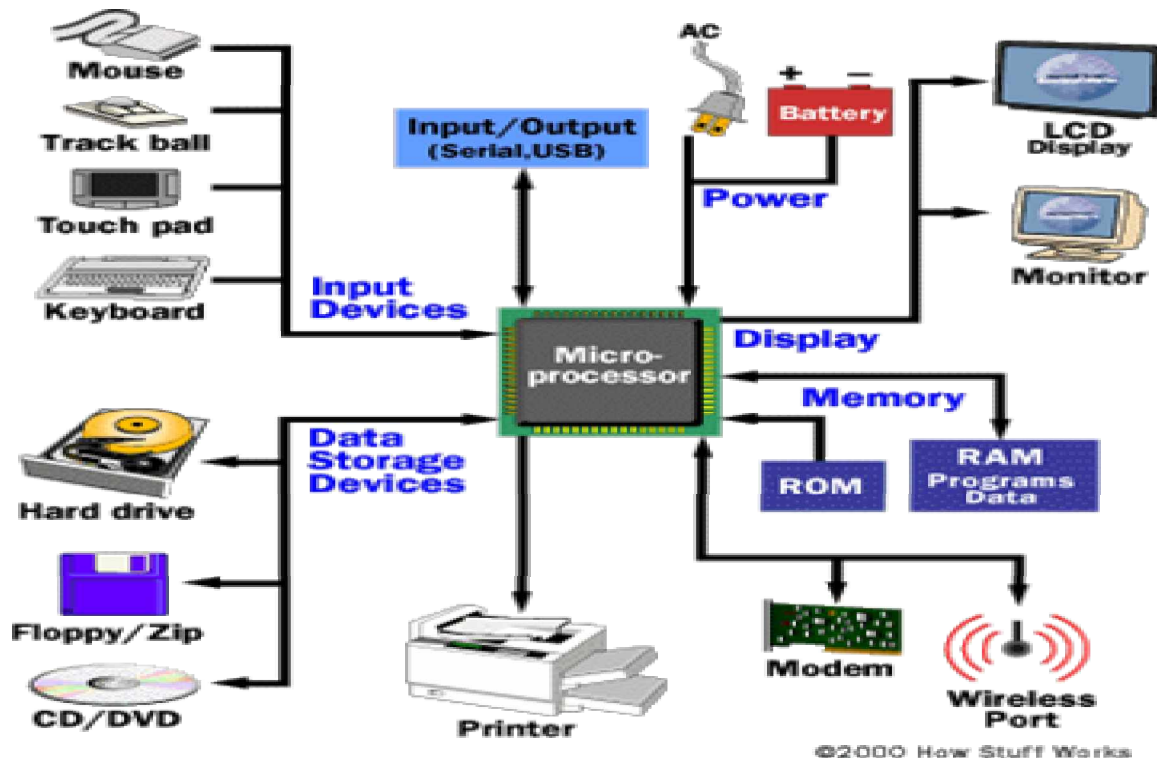 Mouse
Track ball
Touch pad
Keyboard
Input
Devices
Input/Output
(Serial,USB)
AC
+ −
Battery
Power
LCD
Display
Monitor
Display
Micro-
processor
Memory
ROM
RAM
Programs
Data
Data
Storage
Devices
Hard drive
Floppy/Zip
CD/DVD
Printer
Modem
Wireless
Port
©2000 How Stuff Works